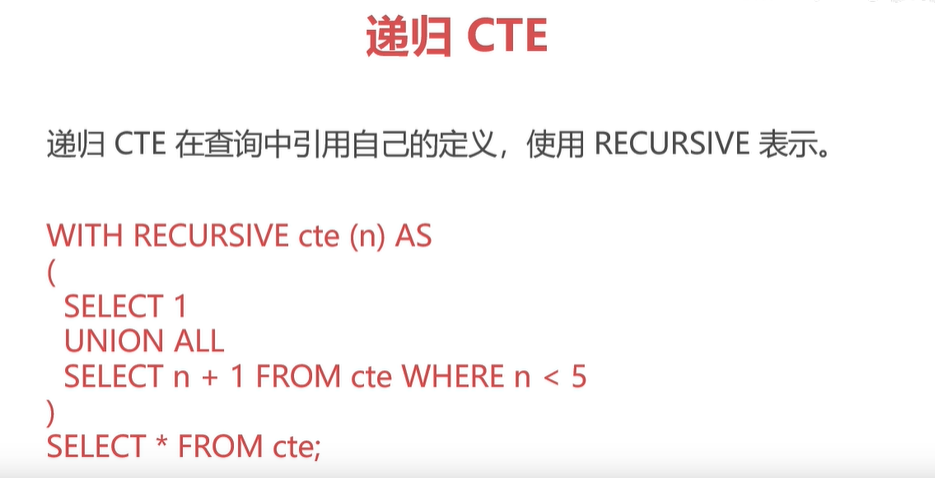 递归 CTE
递归 CTE 在查询中引用自己的定义，使用 RECURSIVE 表示。
WITH RECURSIVE cte (n) AS
(
SELECT 1
UNION ALL
SELECT n + 1 FROM cte WHERE n < 5
)
SELECT * FROM cte;